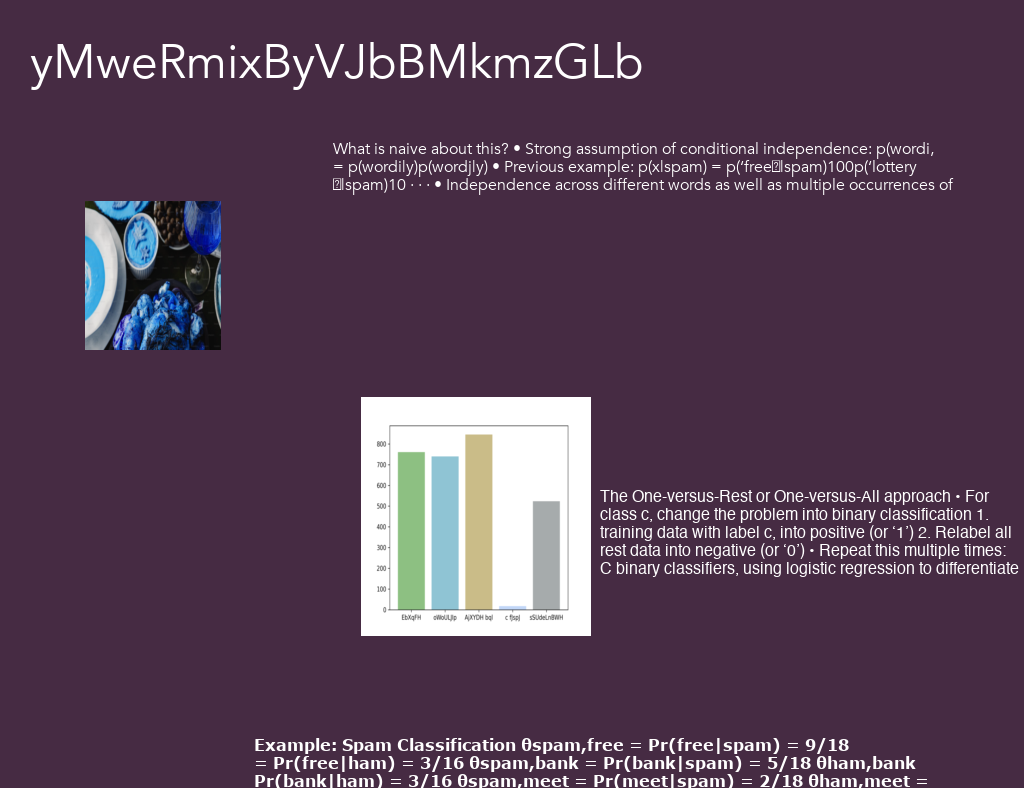 yMweRmixByVJbBMkmzGLb
What is naive about this? • Strong assumption of conditional independence: p(wordi,
= p(wordily)p(wordjly) • Previous example: p(x|spam) = p(‘free|spam)100p(‘lottery
|spam)10 · · · • Independence across different words as well as multiple occurrences of
800
700
600
500
400
300
200
100
0
EbXqFH oWoULJIp AjXYDH bql c fjspJ sSUdeLnBWH
The One-versus-Rest or One-versus-All approach • For
class c, change the problem into binary classification 1.
training data with label c, into positive (or ‘1’) 2. Relabel all
rest data into negative (or ‘0’) • Repeat this multiple times:
C binary classifiers, using logistic regression to differentiate
Example: Spam Classification θspam,free = Pr(free|spam) = 9/18
= Pr(free|ham) = 3/16 θspam,bank = Pr(bank|spam) = 5/18 θham,bank
Pr(bank|ham) = 3/16 θspam,meet = Pr(meet|spam) = 2/18 θham,meet =